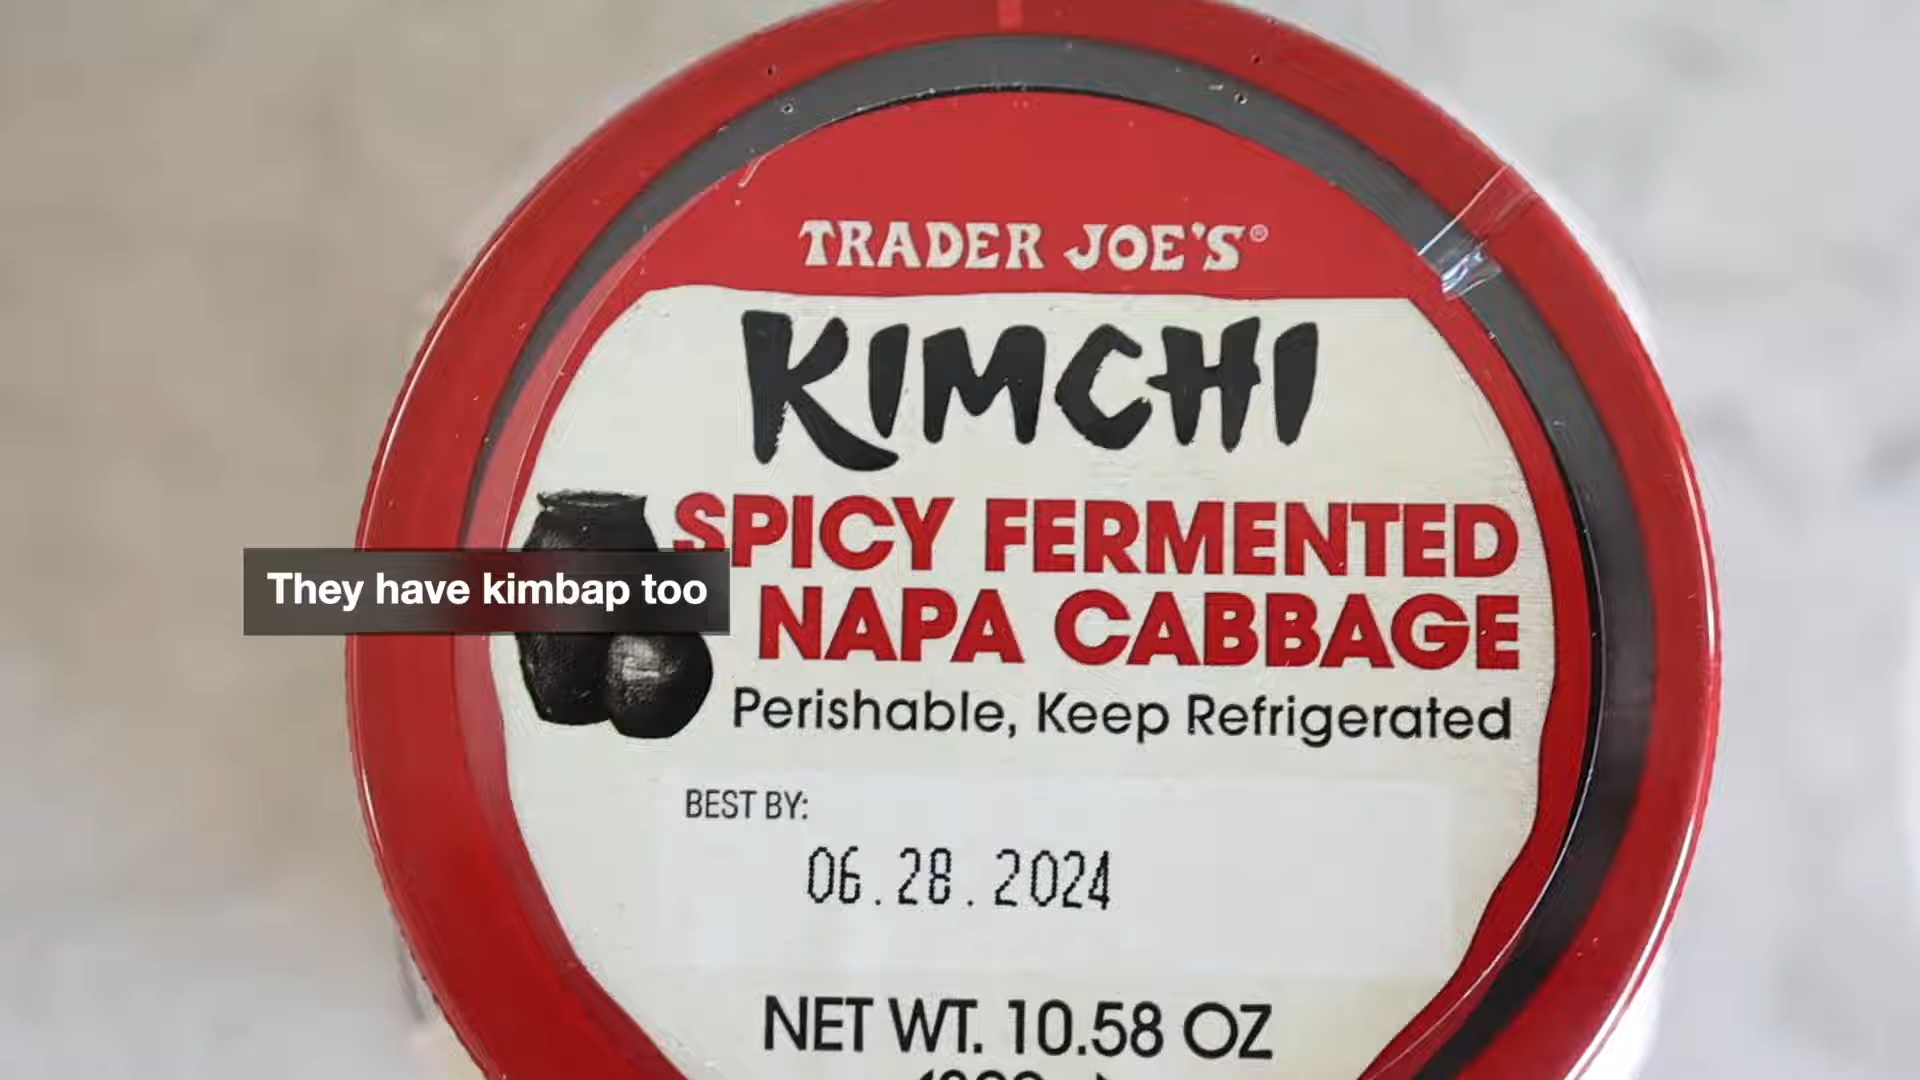 TRADER JOE'S®
KIMCHI
SPICY FERMENTED
NAPA CABBAGE
They have kimbap too
Perishable, Keep Refrigerated
BEST BY:
06.28.2024
NET WT. 10.58 OZ